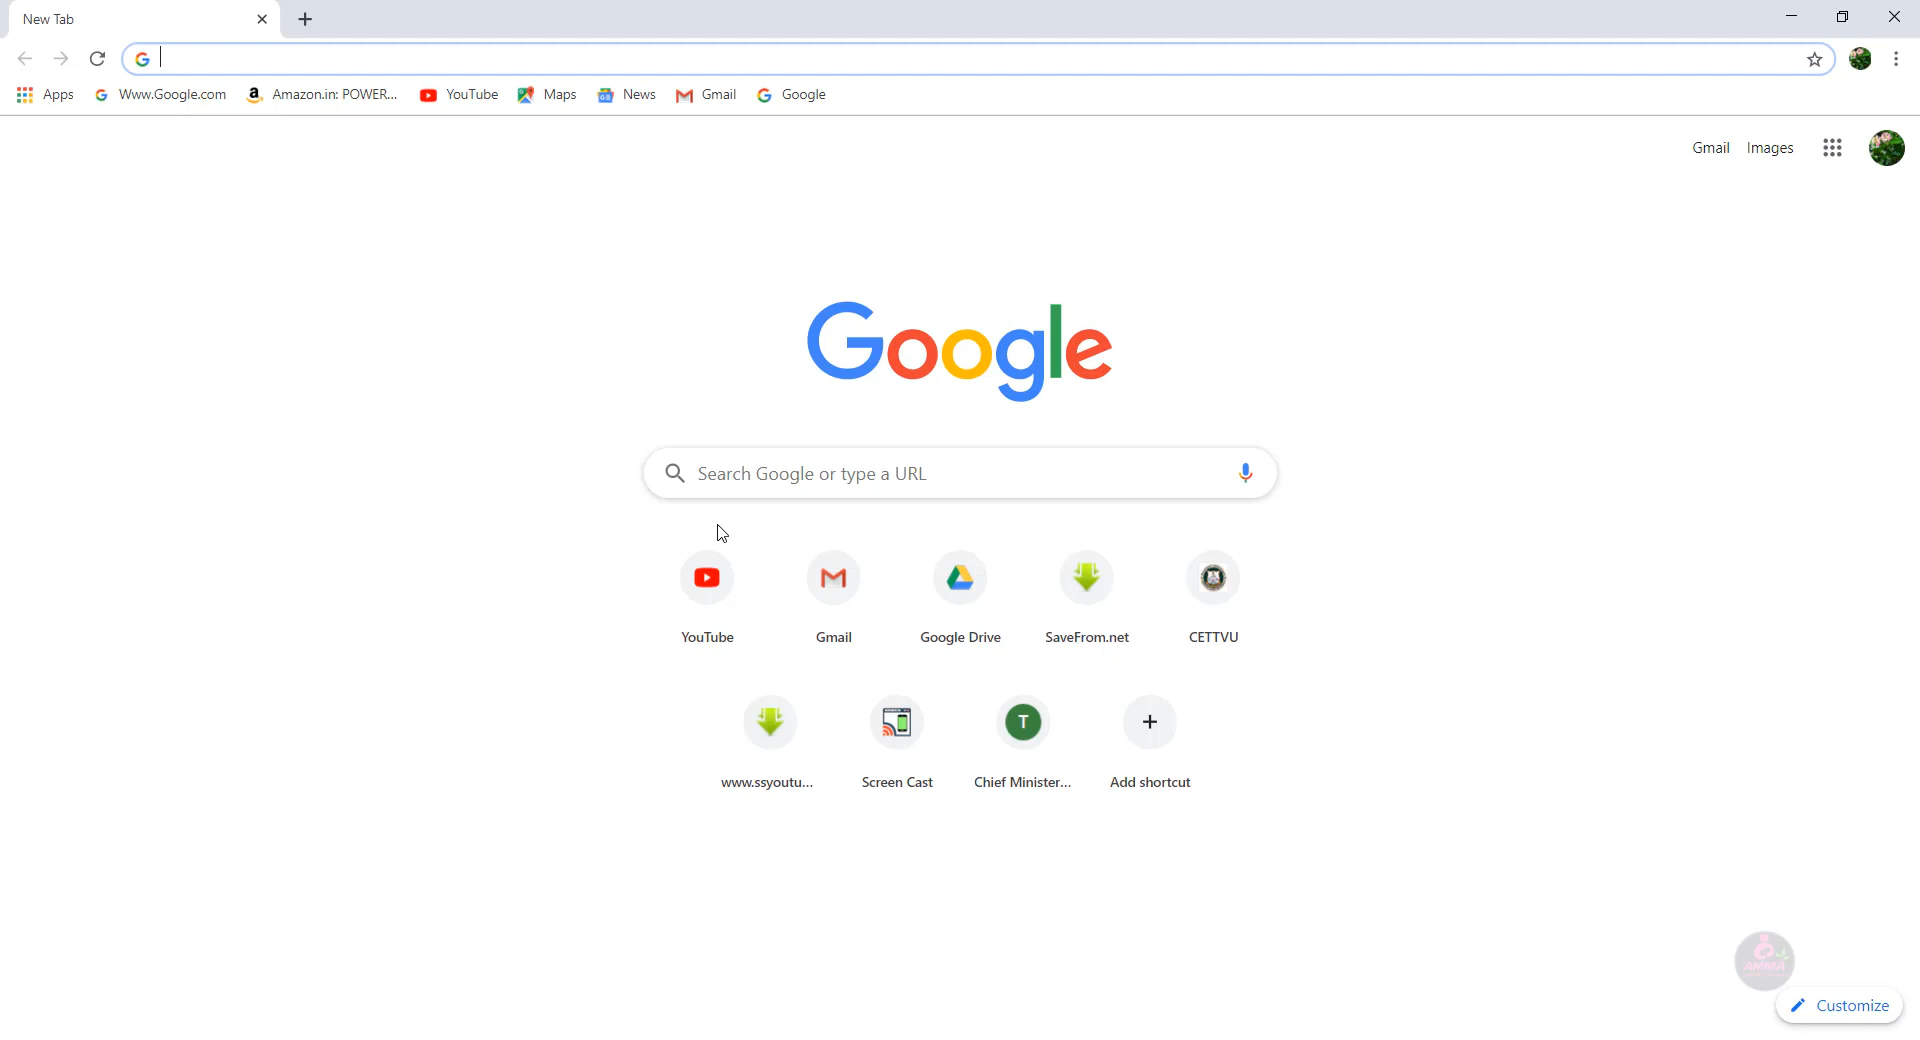 New Tab
Apps Www.Google.com Amazon.in: POWER... YouTube Maps News Gmail Google
Gmail Images
Google
Search Google or type a URL
YouTube Gmail Google Drive SaveFrom.net CETTVU
T
www.ssyoutu... Screen Cast Chief Minister... Add shortcut
AMMA
Customize